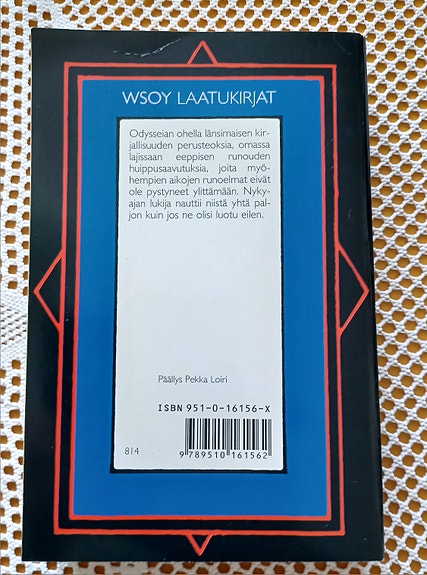 WSOY LAATUKIRJAT
Odysseian ohella länsimaisen kir-
jallisuuden perusteoksia, omassa
lajissaan eeppisen runouden
huippusaavutuksia, joita myö-
hempien aikojen runoelmat eivät
ole pystyneet ylittämään. Nyky-
ajan lukija nauttii niistä yhtä pal-
jon kuin jos ne olisi luotu eilen.
Päällys Pekka Loiri
ISBN 951-0-16156-X
814
9 789510 161562